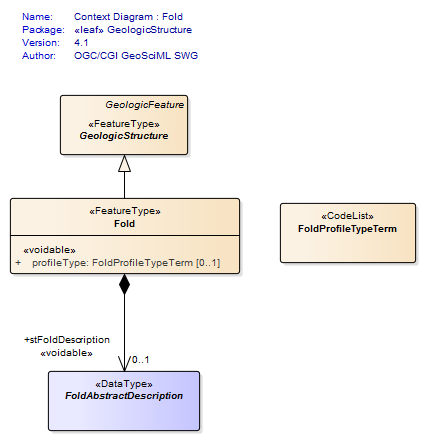 Name: Context Diagram : Fold
Package: «leaf» GeologicStructure
Version: 4.1
Author: OGC/CGI GeoSciML SWG
GeologicFeature
«FeatureType»
GeologicStructure
«FeatureType»
Fold
«voidable»
+ profileType: FoldProfileTypeTerm [0..1]
«CodeList»
FoldProfileTypeTerm
+stFoldDescription
«voidable»
0..1
«DataType»
FoldAbstractDescription